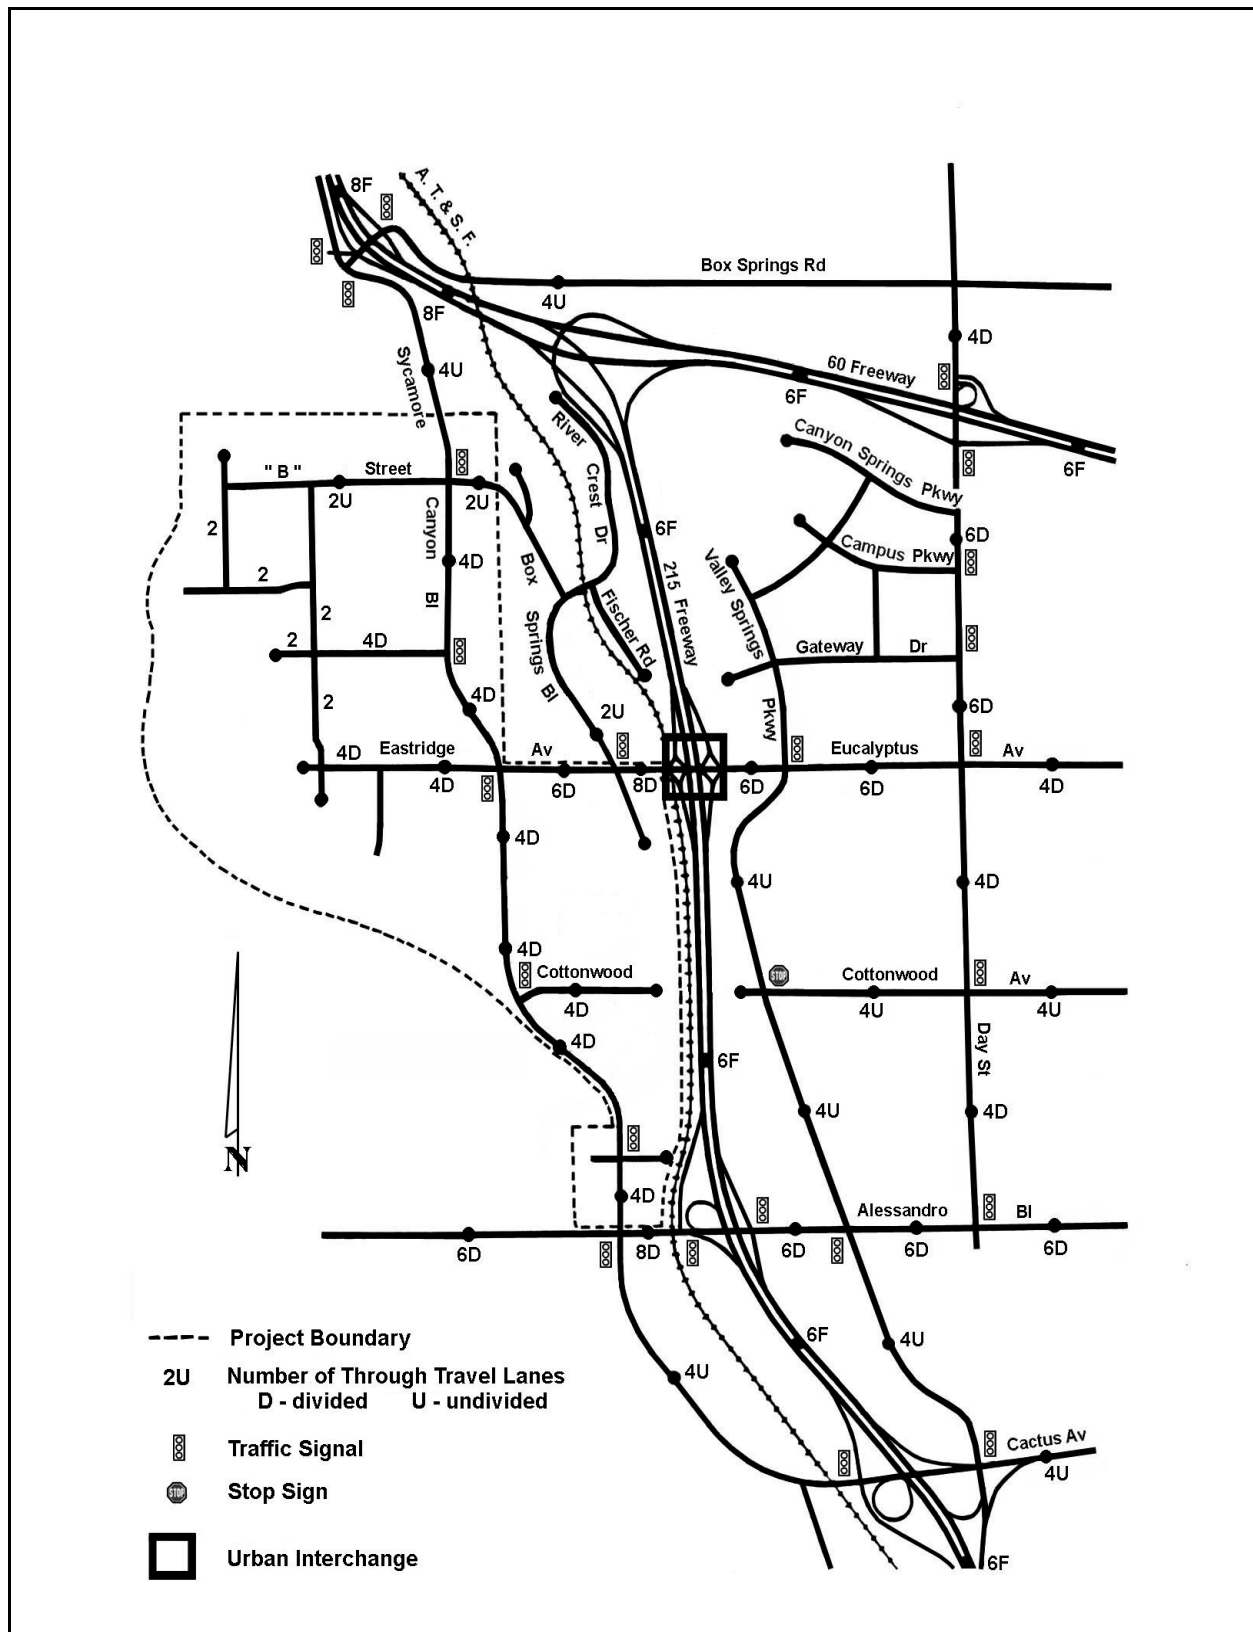 8F
A. T. & S. F.
Box Springs Rd
4U
8F
4D
Sycamore
4U
60 Freeway
6F
River
Canyon Springs Pkwy
6F
" B "
Street
2U
2U
Crest
Dr
6F
6D
2
Canyon
4D
Box
Campus Pkwy
Valley Springs
215 Freeway
2
Bl
Springs
Fischer Rd
2
2
4D
Gateway
Dr
Bl
4D
2
2U
Pkwy
6D
4D
Eastridge
Av
Eucalyptus
Av
4D
6D
8D
6D
6D
4D
4D
4U
4D
4D
STOP
Cottonwood
4D
Cottonwood
Av
4U
4U
4D
Day St
6F
4U
4D
N
4D
Alessandro
Bl
6D
8D
6D
6D
6D
Project Boundary
6F
4U
2U
Number of Through Travel Lanes
D - divided
U - undivided
4U
Traffic Signal
Cactus Av
4U
STOP
Stop Sign
Urban Interchange
6F